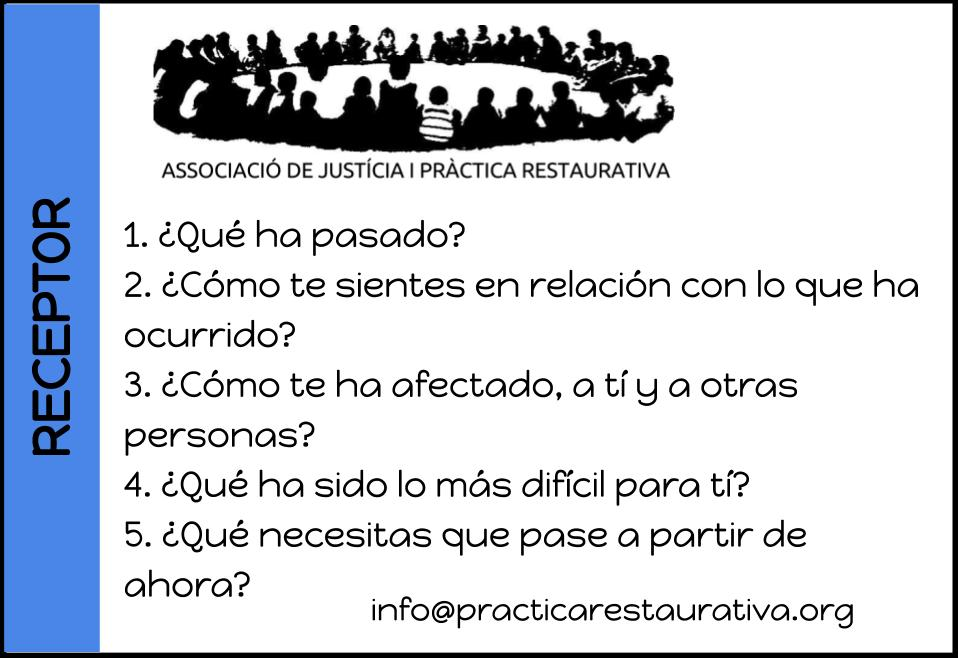 ASSOCIACIÓ DE JUSTÍCIA I PRÀCTICA RESTAURATIVA
RECEPTOR
1. ¿Qué ha pasado?
2. ¿Cómo te sientes en relación con lo que ha
ocurrido?
3. ¿Cómo te ha afectado, a tí y a otras
personas?
4. ¿Qué ha sido lo más difícil para tí?
5. ¿Qué necesitas que pase a partir de
ahora?
info@practicarestaurativa.org